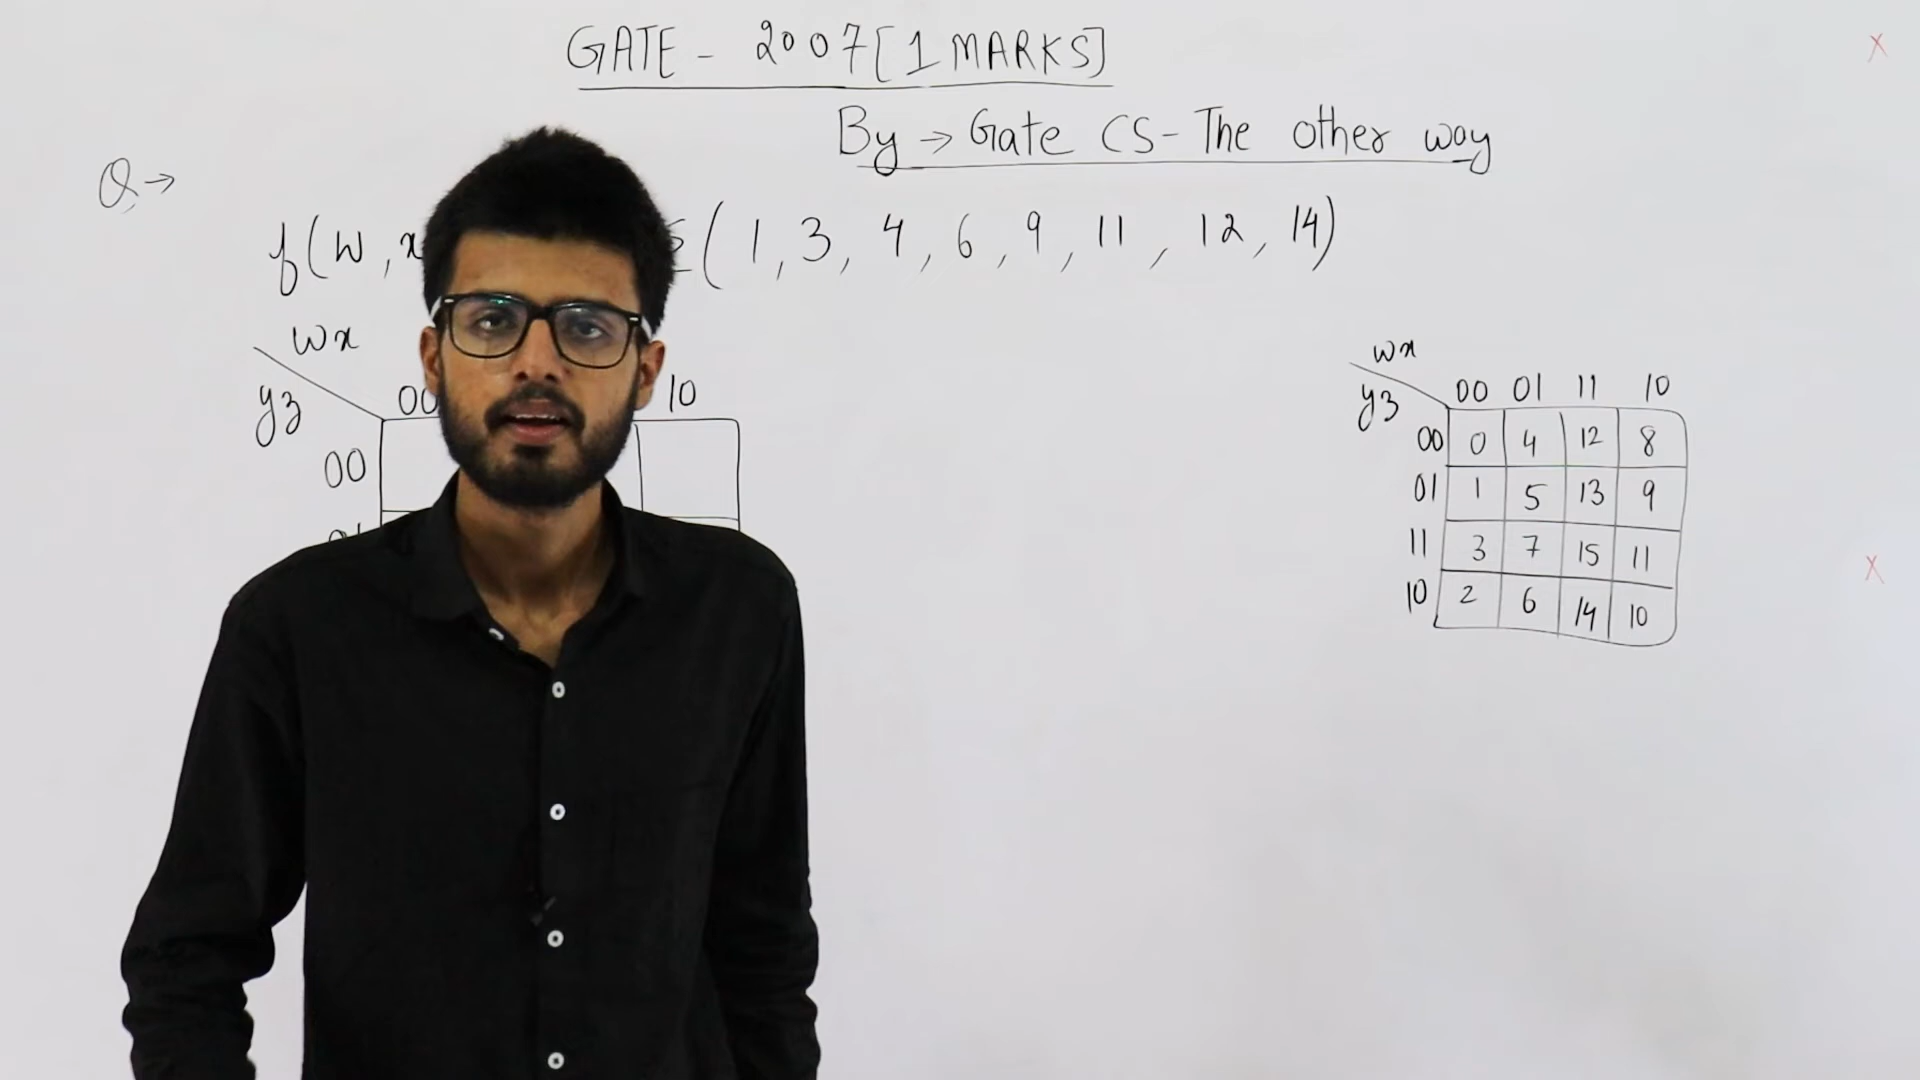 GATE - 2007 [1 MARKS]
By → Gate CS - The other way
Q →
f(w, x Σ(1, 3, 4, 6, 9, 11, 12, 14)
wx
yz
00 10
00
wx
yz
00 01 11 10
00 0 4 12 8
01 1 5 13 9
11 3 7 15 11
10 2 6 14 10
X
X